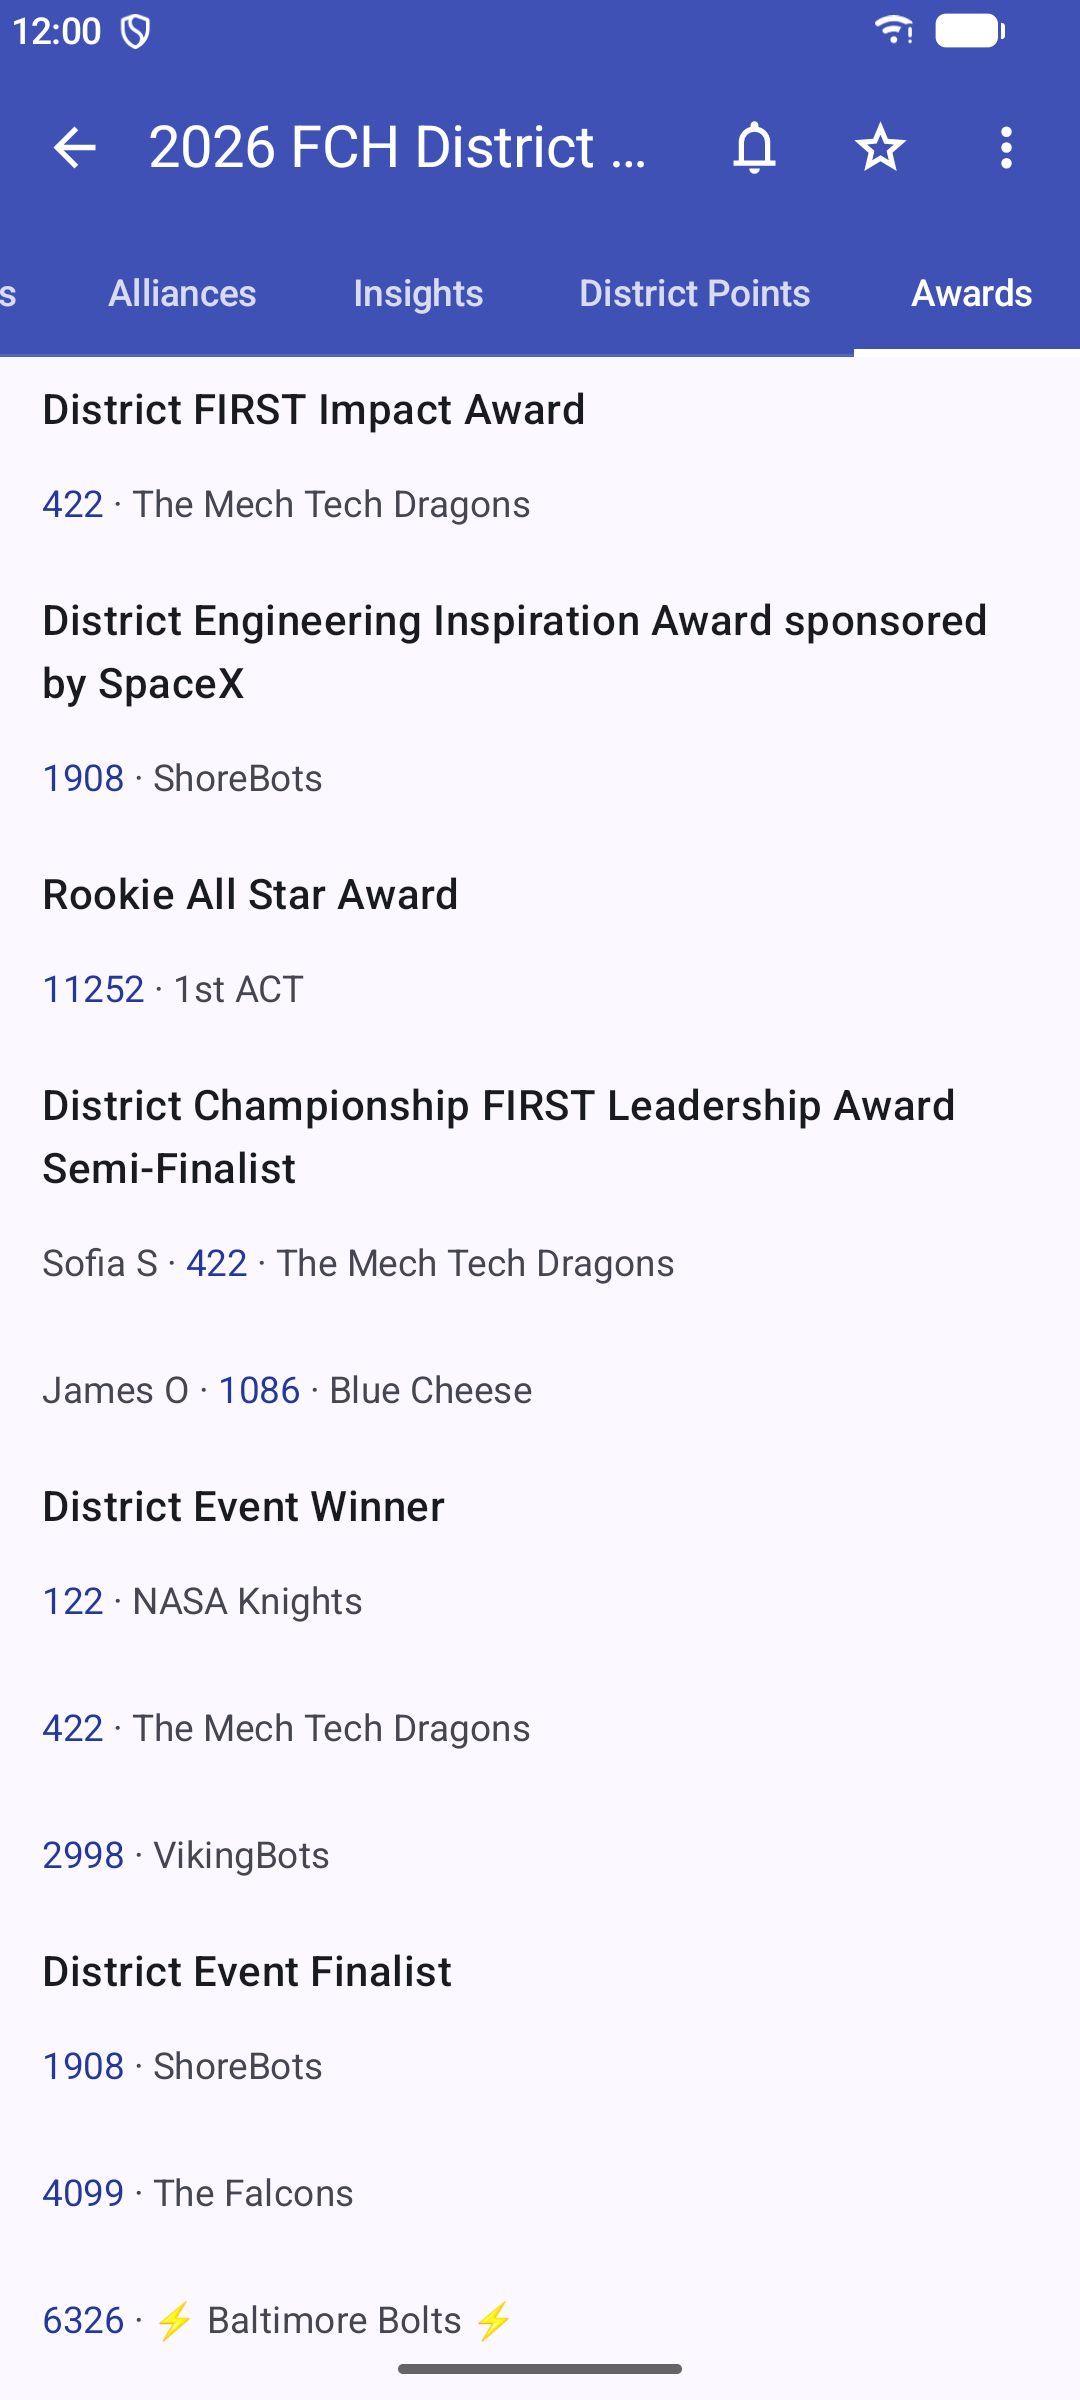 12:00
2026 FCH District ...
s Alliances Insights District Points Awards
District FIRST Impact Award
422 · The Mech Tech Dragons
District Engineering Inspiration Award sponsored
by SpaceX
1908 · ShoreBots
Rookie All Star Award
11252 · 1st ACT
District Championship FIRST Leadership Award
Semi-Finalist
Sofia S · 422 · The Mech Tech Dragons
James O · 1086 · Blue Cheese
District Event Winner
122 · NASA Knights
422 · The Mech Tech Dragons
2998 · VikingBots
District Event Finalist
1908 · ShoreBots
4099 · The Falcons
6326 · ⚡ Baltimore Bolts ⚡